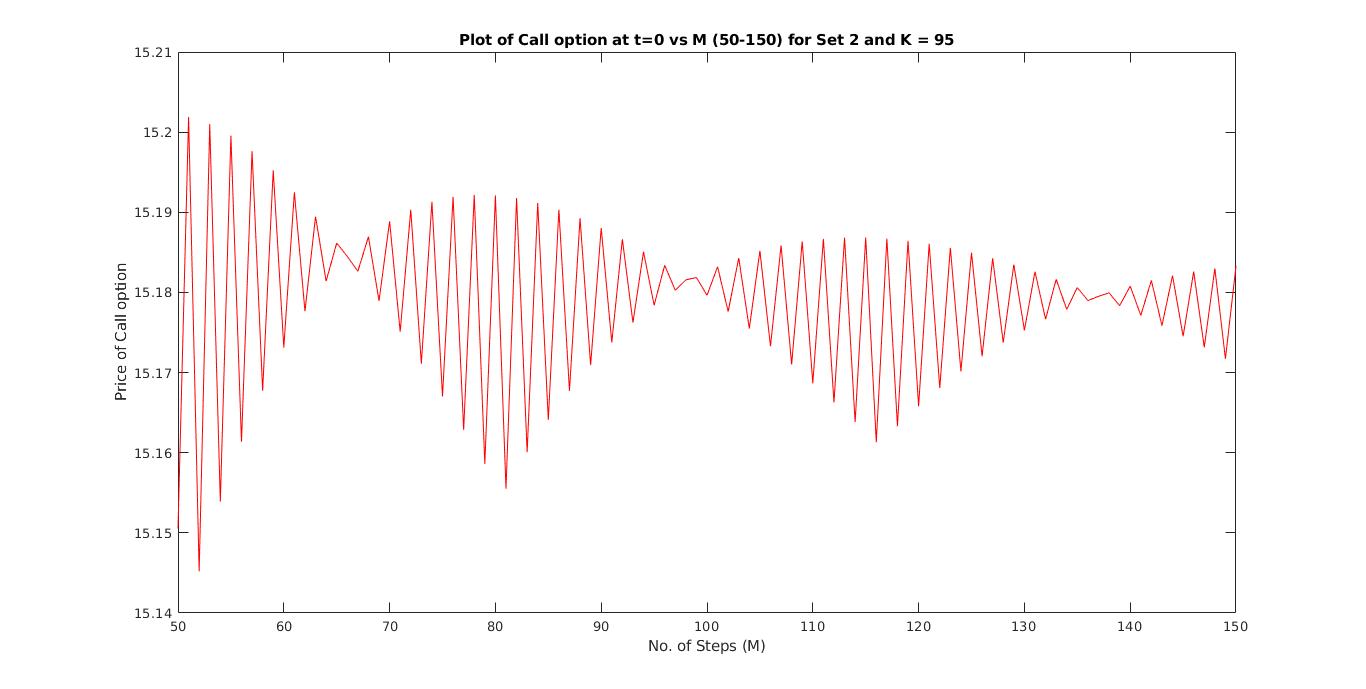 Plot of Call option at t=0 vs M (50-150) for Set 2 and K = 95
15.21
15.2
15.19
15.18
15.17
15.16
15.15
15.14
Price of Call option
50 60 70 80 90 100 110 120 130 140 150
No. of Steps (M)